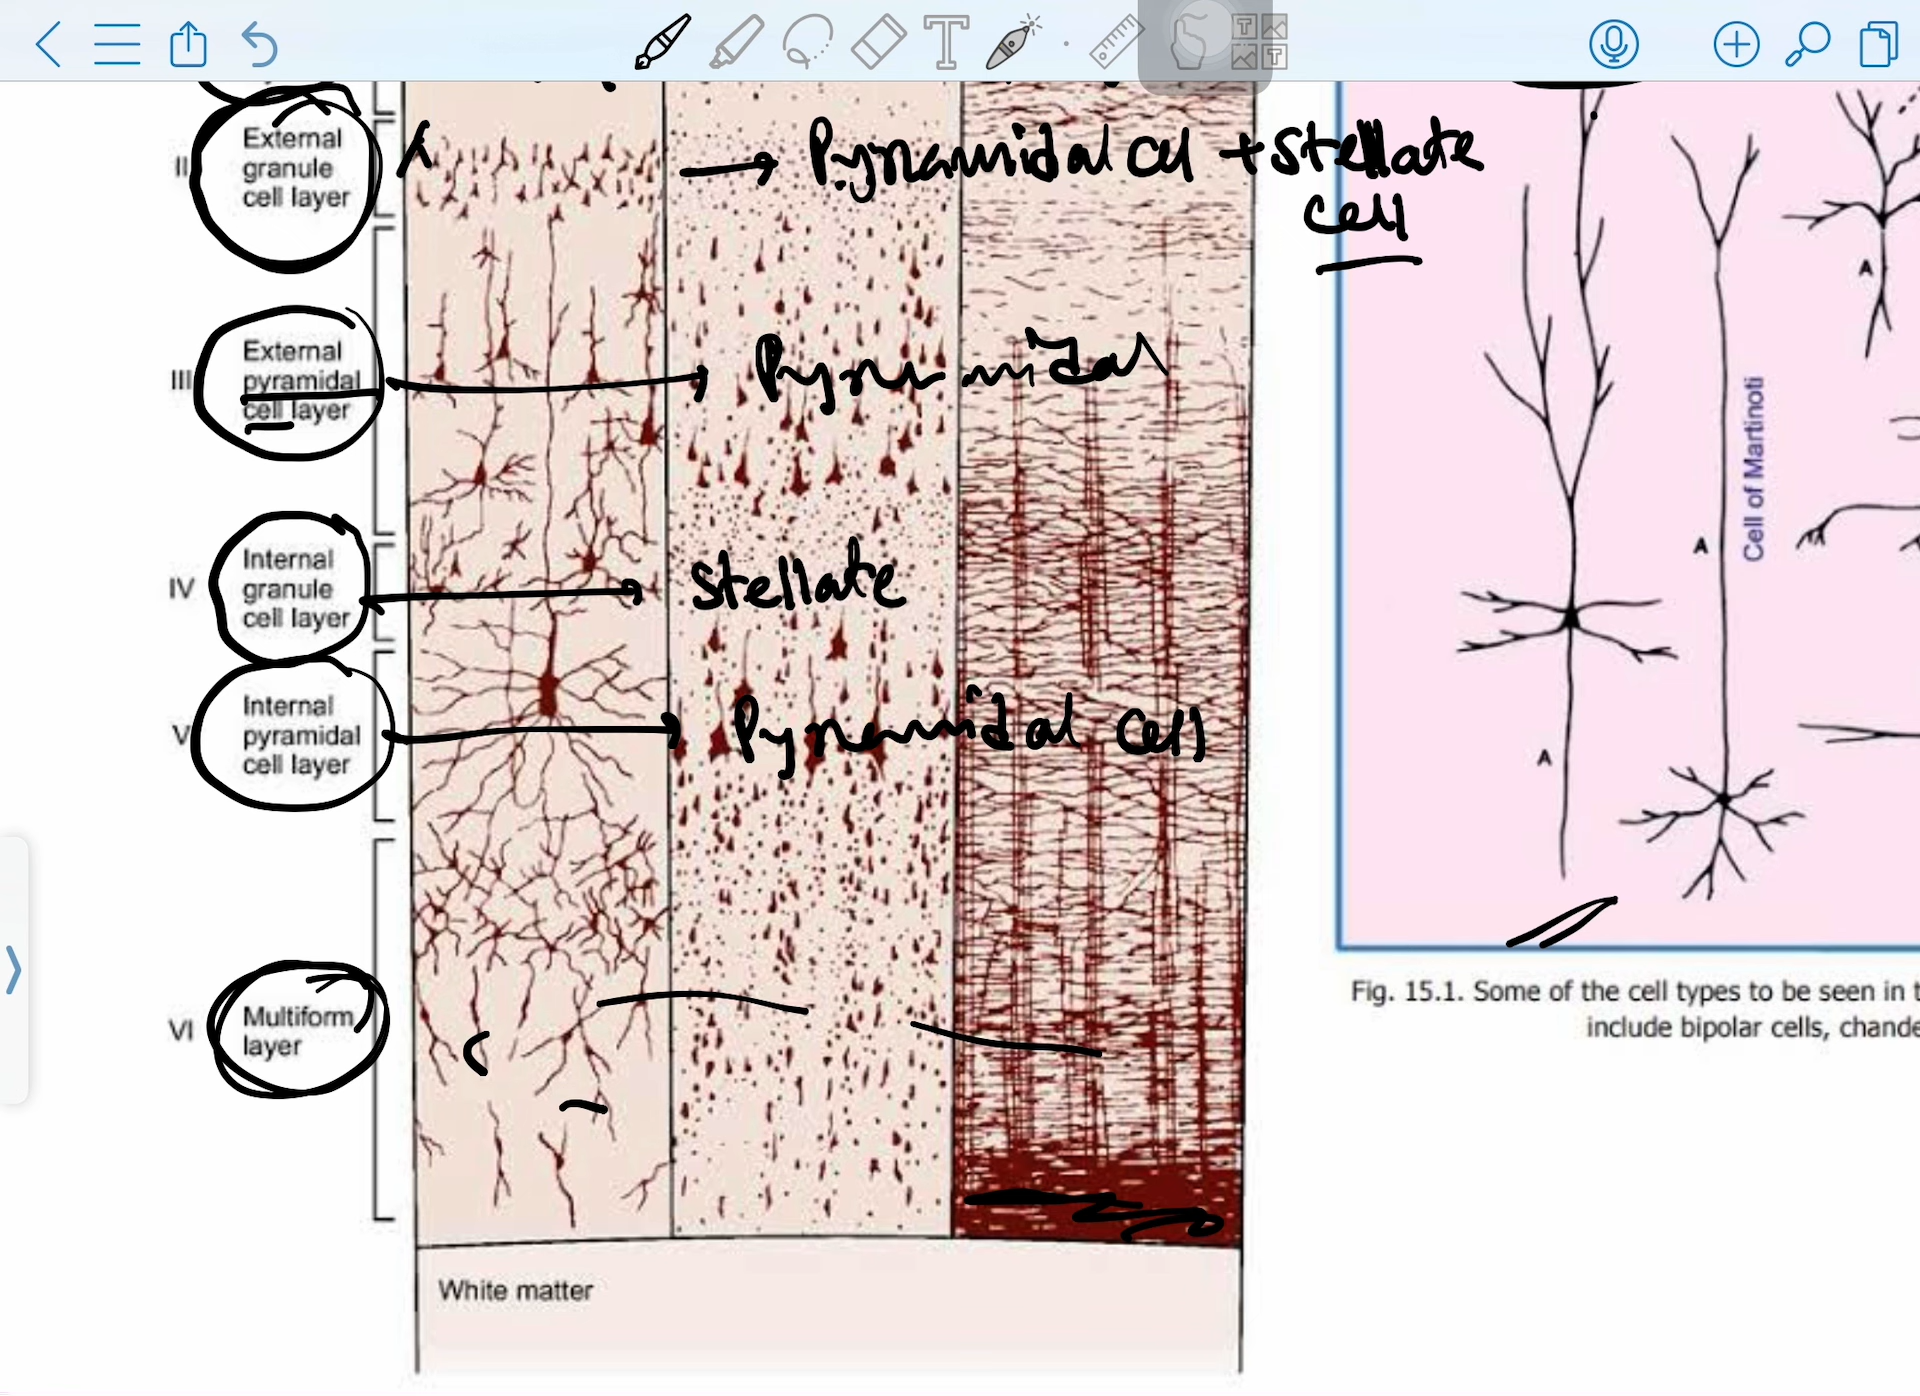 II
External
granule
cell layer
→ Pyramidal cell + stellate
cell
III
External
pyramidal
cell layer
Pyramidal
IV
Internal
granule
cell layer
stellate
V
Internal
pyramidal
cell layer
Pyramidal cell
VI
Multiform
layer
White matter
A
Cell of Martinoti
A
A
Fig. 15.1. Some of the cell types to be seen in t
include bipolar cells, chande